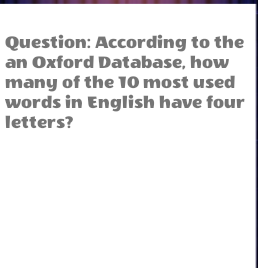 Question: According to the
an Oxford Database, how
many of the 10 most used
words in English have four
letters?